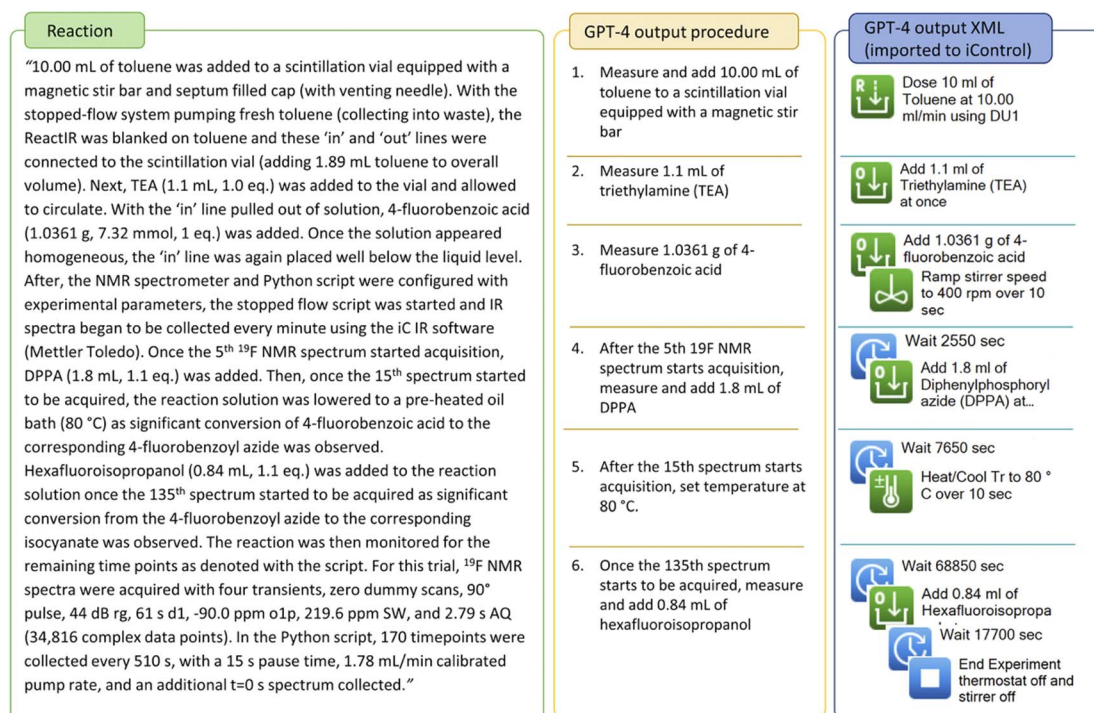 Reaction
“10.00 mL of toluene was added to a scintillation vial equipped with a
magnetic stir bar and septum filled cap (with venting needle). With the
stopped-flow system pumping fresh toluene (collecting into waste), the
ReactIR was blanked on toluene and these ‘in’ and ‘out’ lines were
connected to the scintillation vial (adding 1.89 mL toluene to overall
volume). Next, TEA (1.1 mL, 1.0 eq.) was added to the vial and allowed
to circulate. With the ‘in’ line pulled out of solution, 4-fluorobenzoic acid
(1.0361 g, 7.32 mmol, 1 eq.) was added. Once the solution appeared
homogeneous, the ‘in’ line was again placed well below the liquid level.
After, the NMR spectrometer and Python script were configured with
experimental parameters, the stopped flow script was started and IR
spectra began to be collected every minute using the iC IR software
(Mettler Toledo). Once the 5th 19F NMR spectrum started acquisition,
DPPA (1.8 mL, 1.1 eq.) was added. Then, once the 15th spectrum started
to be acquired, the reaction solution was lowered to a pre-heated oil
bath (80 °C) as significant conversion of 4-fluorobenzoic acid to the
corresponding 4-fluorobenzoyl azide was observed.
Hexafluoroisopropanol (0.84 mL, 1.1 eq.) was added to the reaction
solution once the 135th spectrum started to be acquired as significant
conversion from the 4-fluorobenzoyl azide to the corresponding
isocyanate was observed. The reaction was then monitored for the
remaining time points as denoted with the script. For this trial, 19F NMR
spectra were acquired with four transients, zero dummy scans, 90°
pulse, 44 dB rg, 61 s d1, -90.0 ppm o1p, 219.6 ppm SW, and 2.79 s AQ
(34,816 complex data points). In the Python script, 170 timepoints were
collected every 510 s, with a 15 s pause time, 1.78 mL/min calibrated
pump rate, and an additional t=0 s spectrum collected.”
GPT-4 output procedure
1. Measure and add 10.00 mL of
toluene to a scintillation vial
equipped with a magnetic stir
bar
2. Measure 1.1 mL of
triethylamine (TEA)
3. Measure 1.0361 g of 4-
fluorobenzoic acid
4. After the 5th 19F NMR
spectrum starts acquisition,
measure and add 1.8 mL of
DPPA
5. After the 15th spectrum starts
acquisition, set temperature at
80 °C.
6. Once the 135th spectrum
starts to be acquired, measure
and add 0.84 mL of
hexafluoroisopropanol
GPT-4 output XML
(imported to iControl)
R
Dose 10 ml of
Toluene at 10.00
ml/min using DU1
0
Add 1.1 ml of
Triethylamine (TEA)
at once
0
Add 1.0361 g of 4-
fluorobenzoic acid
Ramp stirrer speed
to 400 rpm over 10
sec
Wait 2550 sec
0
Add 1.8 ml of
Diphenylphosphoryl
azide (DPPA) at...
Wait 7650 sec
±
Heat/Cool Tr to 80 °
C over 10 sec
Wait 68850 sec
0
Add 0.84 ml of
Hexafluoroisopropa
Wait 17700 sec
End Experiment
thermostat off and
stirrer off